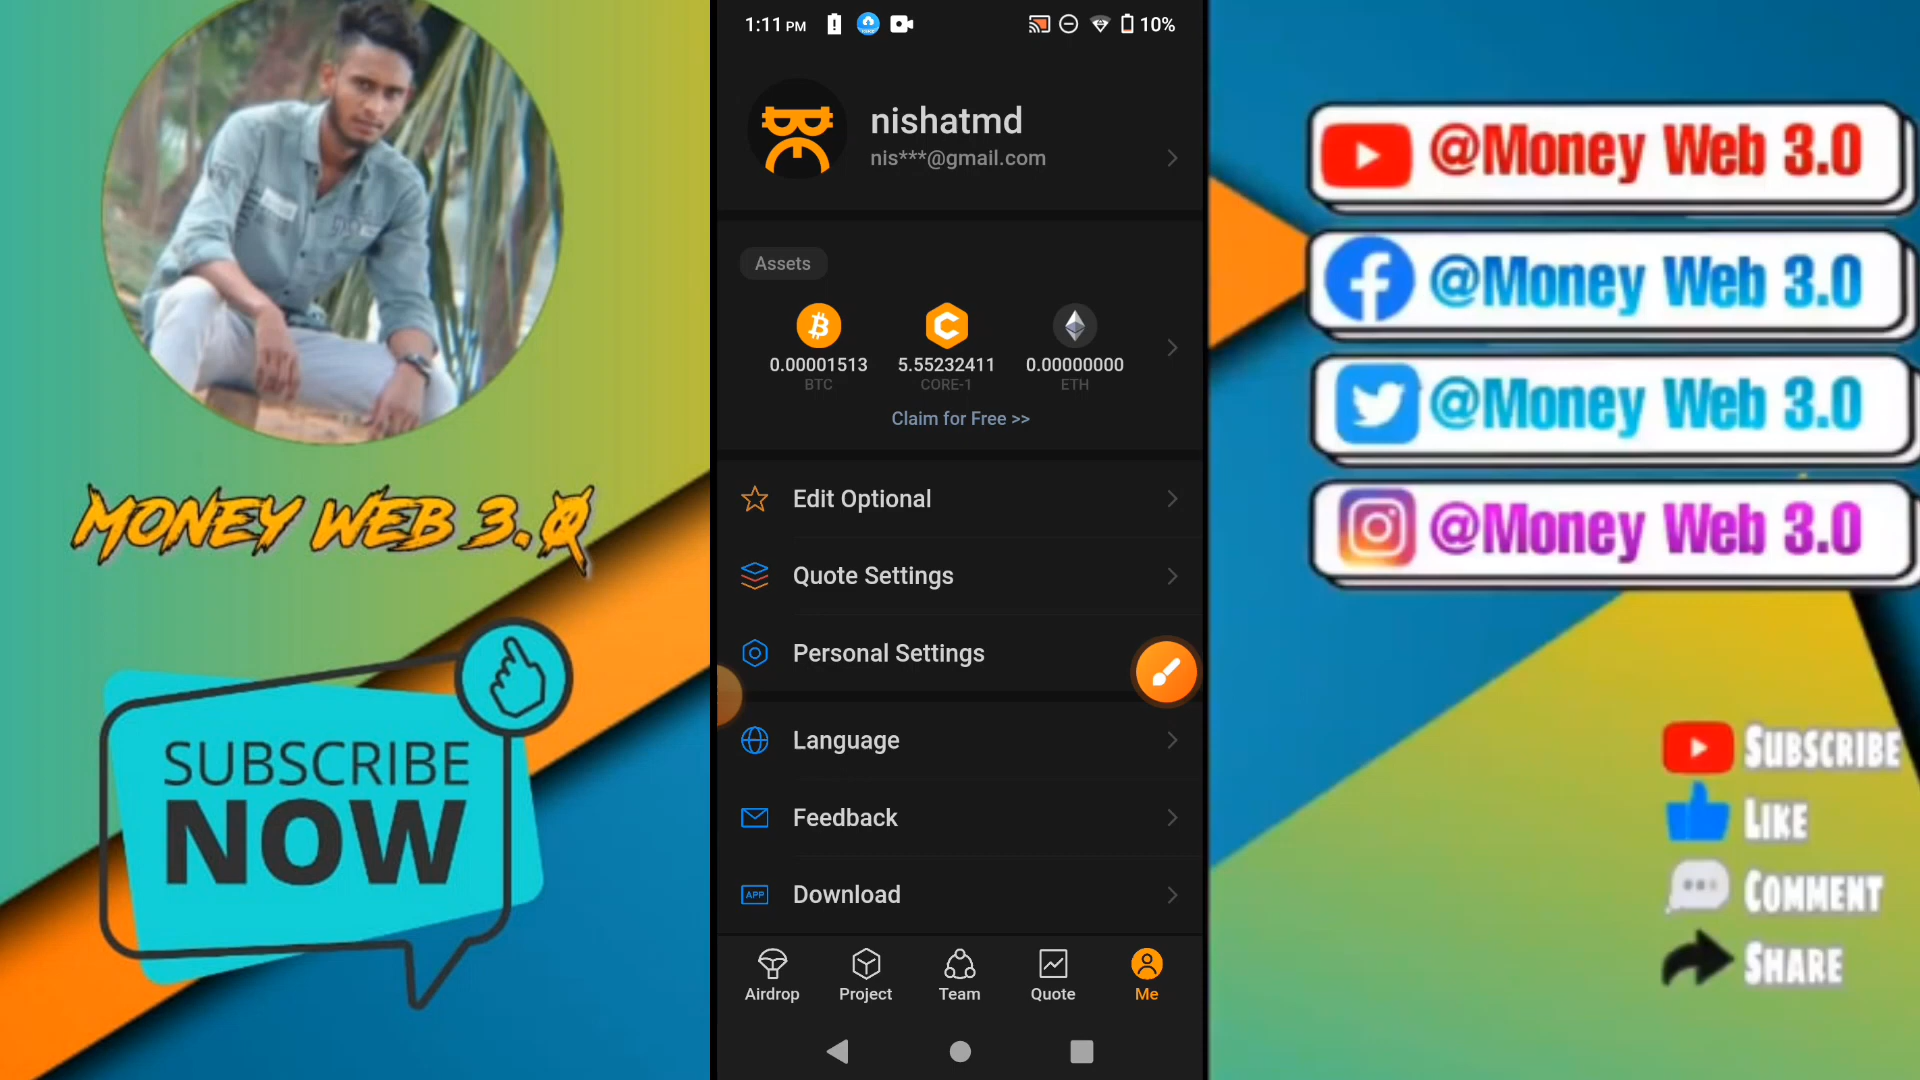 1:11 PM
10%
nishatmd
nis***@gmail.com
Assets
0.00001513
BTC
5.55232411
CORE-1
0.00000000
ETH
Claim for Free >>
Edit Optional
Quote Settings
Personal Settings
Language
Feedback
APP
Download
Airdrop
Project
Team
Quote
Me
MONEY WEB 3.0
SUBSCRIBE
NOW
@Money Web 3.0
@Money Web 3.0
@Money Web 3.0
@Money Web 3.0
SUBSCRIBE
LIKE
COMMENT
SHARE